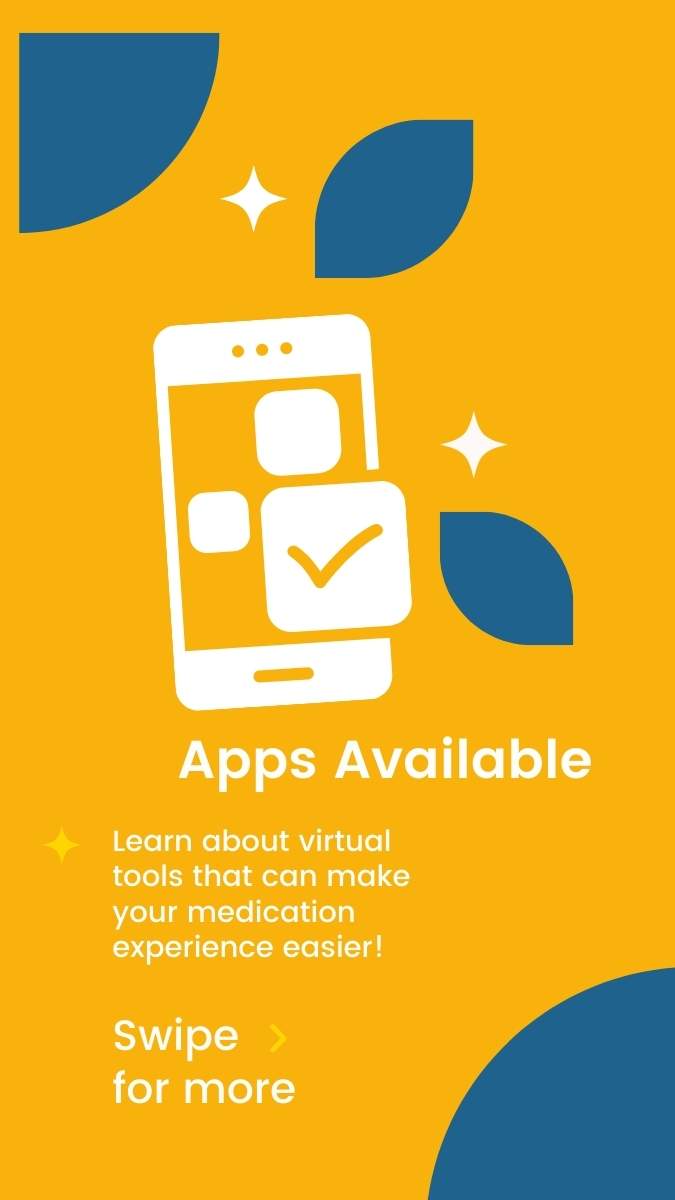 Apps Available
Learn about virtual
tools that can make
your medication
experience easier!
Swipe
for more